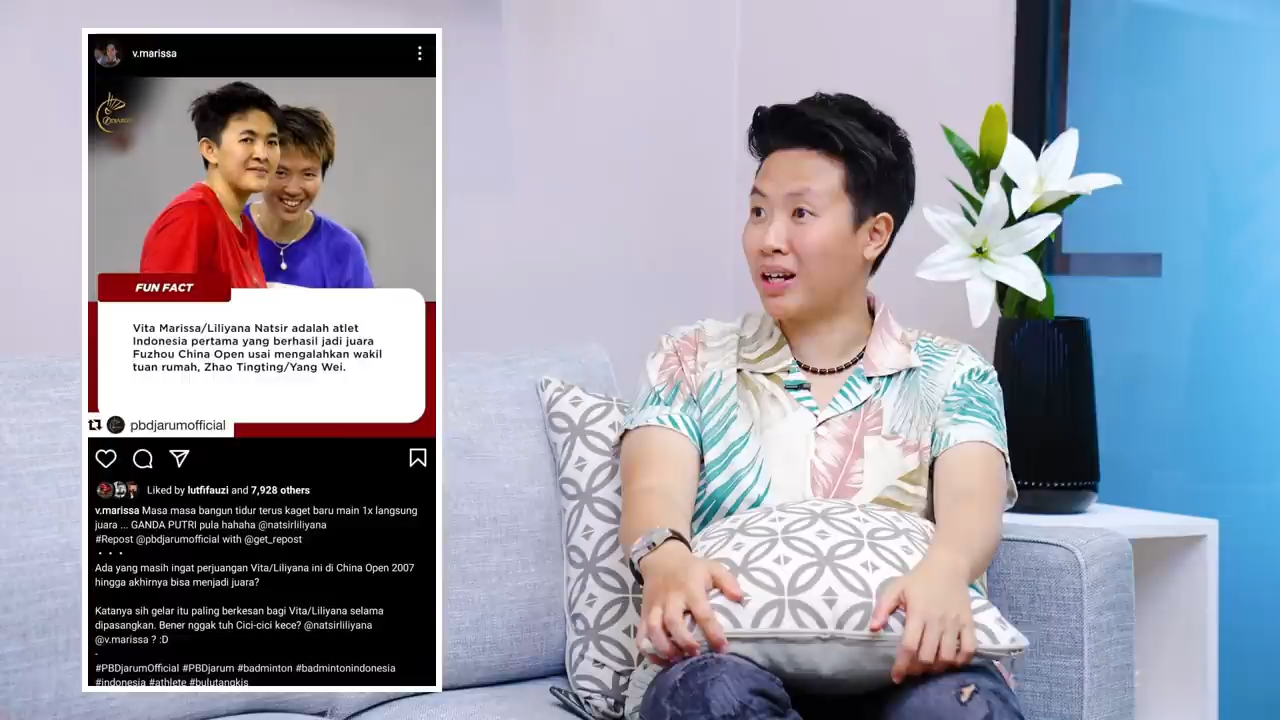 v.marissa
FUN FACT
Vita Marissa/Liliyana Natsir adalah atlet
Indonesia pertama yang berhasil jadi juara
Fuzhou China Open usai mengalahkan wakil
tuan rumah, Zhao Tingting/Yang Wei.
pbdjarumofficial
Liked by lutfifauzi and 7,928 others
v.marissa Masa masa bangun tidur terus kaget baru main 1x langsung
juara ... GANDA PUTRI pula hahaha @natsirliliyana
#Repost @pbdjarumofficial with @get_repost
・・・
Ada yang masih ingat perjuangan Vita/Liliyana ini di China Open 2007
hingga akhirnya bisa menjadi juara?
Katanya sih gelar itu paling berkesan bagi Vita/Liliyana selama
dipasangkan. Bener nggak tuh Cici-cici kece? @natsirliliyana
@v.marissa ? :D
-
#PBDjarumOfficial #PBDjarum #badminton #badmintonindonesia
#indonesia #athlete #bulutangkis